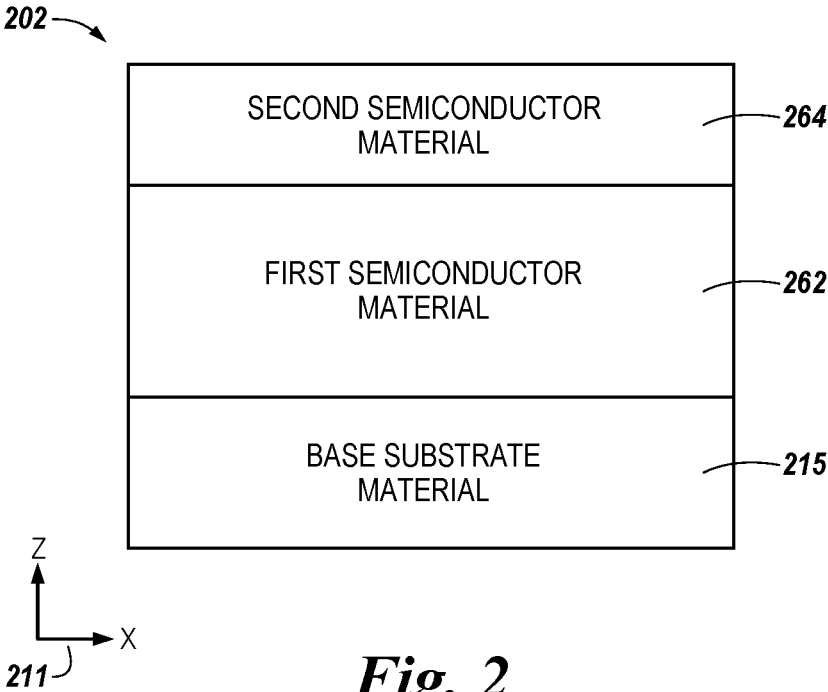 202
SECOND SEMICONDUCTOR
MATERIAL
264
FIRST SEMICONDUCTOR
MATERIAL
262
BASE SUBSTRATE
MATERIAL
215
Z
X
211
Fig. 2